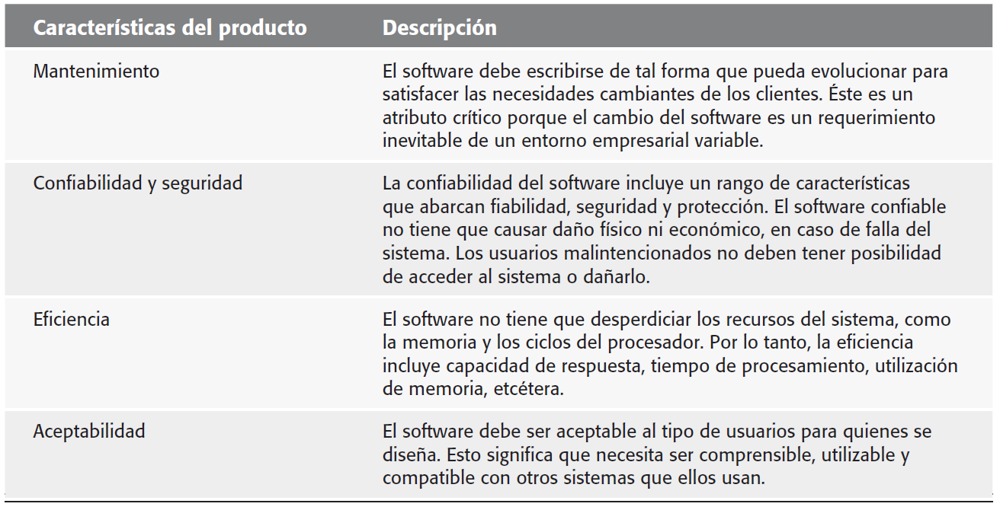 Características del producto Descripción
Mantenimiento El software debe escribirse de tal forma que pueda evolucionar para
satisfacer las necesidades cambiantes de los clientes. Éste es un
atributo crítico porque el cambio del software es un requerimiento
inevitable de un entorno empresarial variable.
Confiabilidad y seguridad La confiabilidad del software incluye un rango de características
que abarcan fiabilidad, seguridad y protección. El software confiable
no tiene que causar daño físico ni económico, en caso de falla del
sistema. Los usuarios malintencionados no deben tener posibilidad
de acceder al sistema o dañarlo.
Eficiencia El software no tiene que desperdiciar los recursos del sistema, como
la memoria y los ciclos del procesador. Por lo tanto, la eficiencia
incluye capacidad de respuesta, tiempo de procesamiento, utilización
de memoria, etcétera.
Aceptabilidad El software debe ser aceptable al tipo de usuarios para quienes se
diseña. Esto significa que necesita ser comprensible, utilizable y
compatible con otros sistemas que ellos usan.